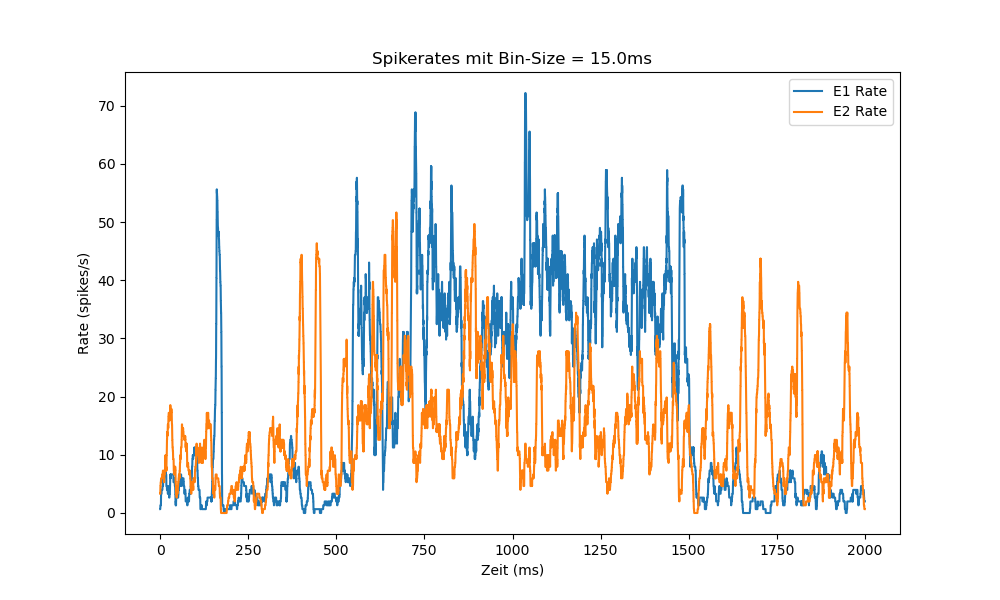 Spikerates mit Bin-Size = 15.0ms
E1 Rate
E2 Rate
70
60
50
40
30
20
10
0
Rate (spikes/s)
0 250 500 750 1000 1250 1500 1750 2000
Zeit (ms)